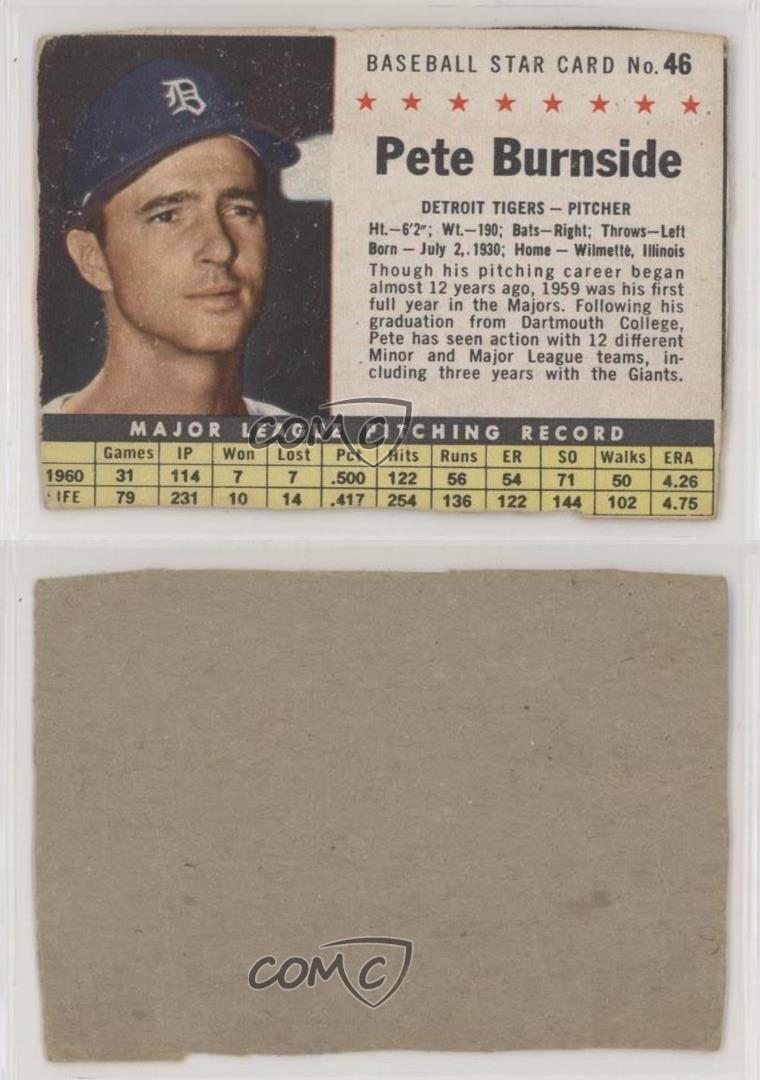 BASEBALL STAR CARD No. 46
Pete Burnside
DETROIT TIGERS – PITCHER
Ht.–6'2"; Wt.–190; Bats–Right; Throws–Left
Born – July 2, 1930; Home – Wilmette, Illinois
Though his pitching career began
almost 12 years ago, 1959 was his first
full year in the Majors. Following his
graduation from Dartmouth College,
Pete has seen action with 12 different
Minor and Major League teams, in-
cluding three years with the Giants.
MAJOR LEAGUE PITCHING RECORD
Games IP Won Lost Pct. Hits Runs ER SO Walks ERA
1960 31 114 7 7 .500 122 56 54 71 50 4.26
IFE 79 231 10 14 .417 254 136 122 144 102 4.75
COMC
COMC